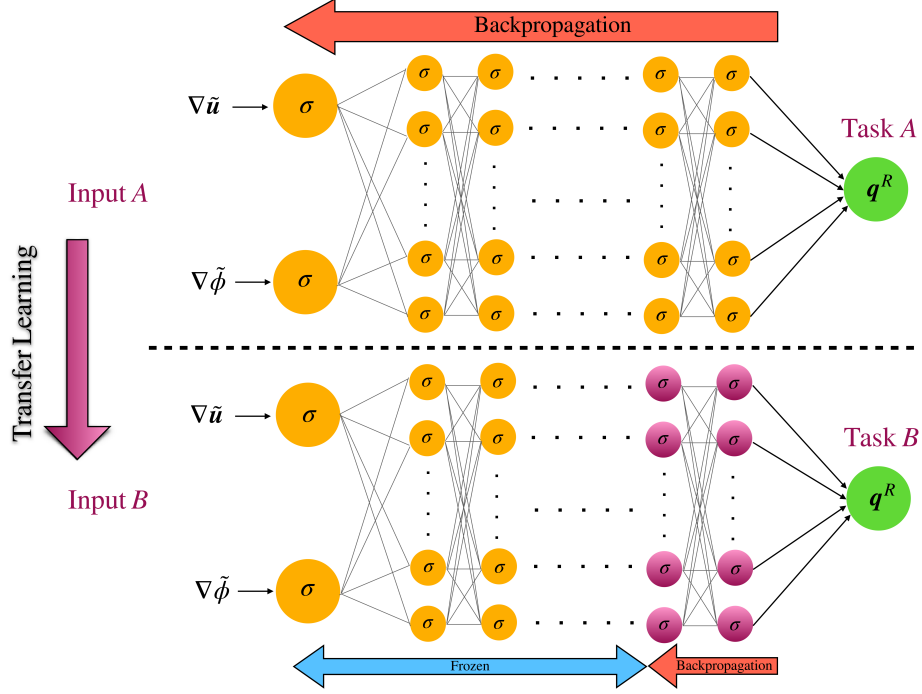 Backpropagation
σ σ σ σ
∇ũ σ
σ σ σ σ
Task A
Input A
q^R
∇ϕ̃ σ
σ σ σ σ
σ σ σ σ
Transfer Learning
σ σ σ σ
∇ũ σ
σ σ σ σ
Task B
Input B
q^R
∇ϕ̃ σ
σ σ σ σ
σ σ σ σ
Frozen
Backpropagation